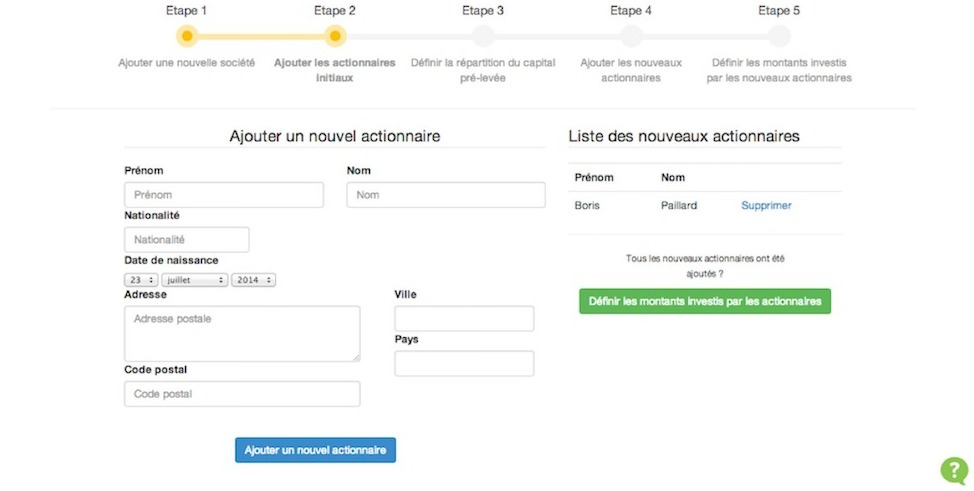 Etape 1 Etape 2 Etape 3 Etape 4 Etape 5
Ajouter une nouvelle société Ajouter les actionnaires Définir la répartition du capital Ajouter les nouveaux Définir les montants investis
initiaux pré-levée actionnaires par les nouveaux actionnaires
Ajouter un nouvel actionnaire
Prénom Nom
Prénom Nom
Nationalité
Nationalité
Date de naissance
23 juillet 2014
Adresse Ville
Adresse postale
Pays
Code postal
Code postal
Ajouter un nouvel actionnaire
Liste des nouveaux actionnaires
Prénom Nom
Boris Paillard Supprimer
Tous les nouveaux actionnaires ont été
ajoutés ?
Définir les montants investis par les actionnaires
?